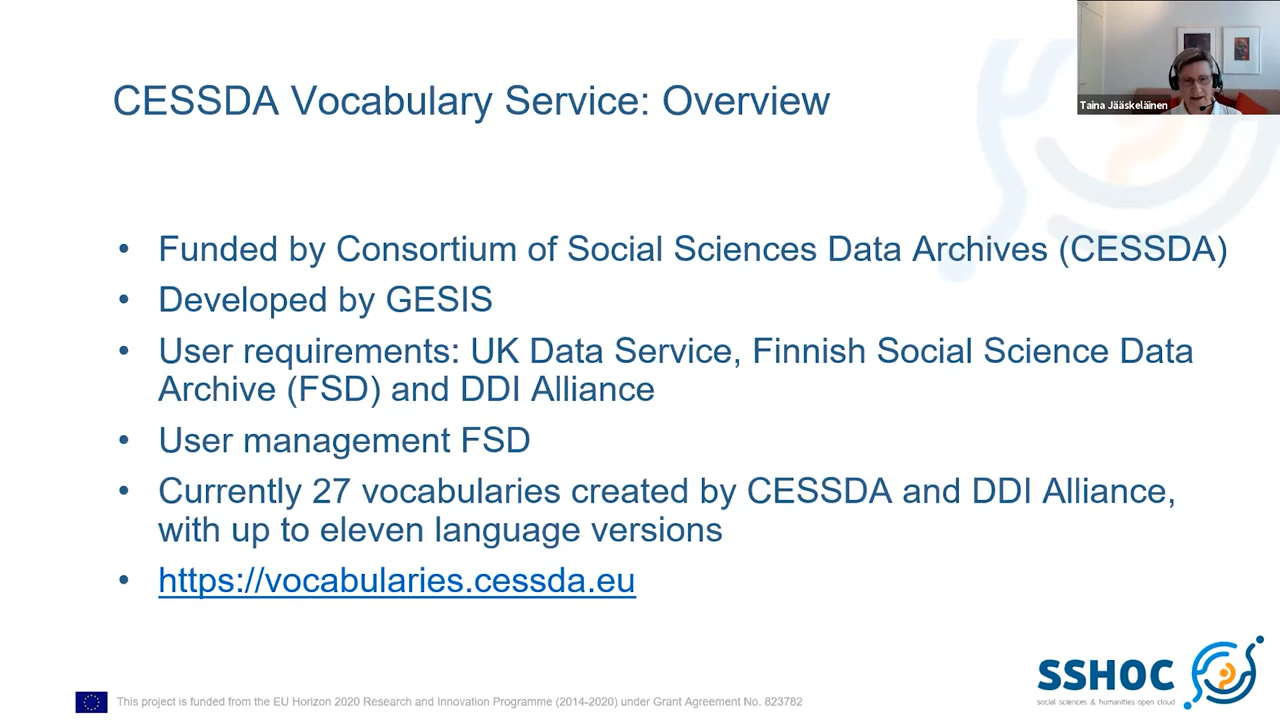 Taina Jääskeläinen
CESSDA Vocabulary Service: Overview
• Funded by Consortium of Social Sciences Data Archives (CESSDA)
• Developed by GESIS
• User requirements: UK Data Service, Finnish Social Science Data
Archive (FSD) and DDI Alliance
• User management FSD
• Currently 27 vocabularies created by CESSDA and DDI Alliance,
with up to eleven language versions
• https://vocabularies.cessda.eu
SSHOC
social sciences & humanities open cloud
This project is funded from the EU Horizon 2020 Research and Innovation Programme (2014-2020) under Grant Agreement No. 823782